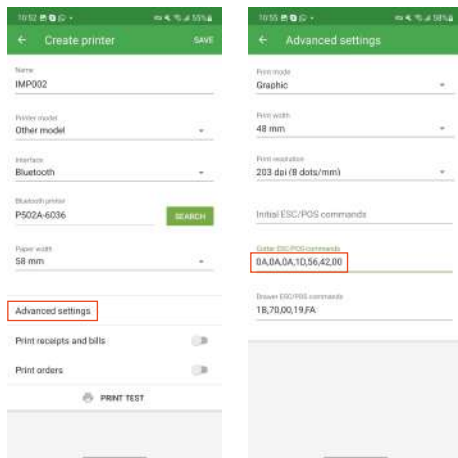 10:52
Create printer
SAVE
Name
IMP002
Printer model
Other model
Interface
Bluetooth
Bluetooth printer
P502A-6036
SEARCH
Paper width
58 mm
Advanced settings
Print receipts and bills
Print orders
PRINT TEST
10:55
Advanced settings
Print mode
Graphic
Print width
48 mm
Print resolution
203 dpi (8 dots/mm)
Initial ESC/POS commands
Cutter ESC/POS commands
0A,0A,0A,1D,56,42,00
Drawer ESC/POS commands
1B,70,00,19,FA